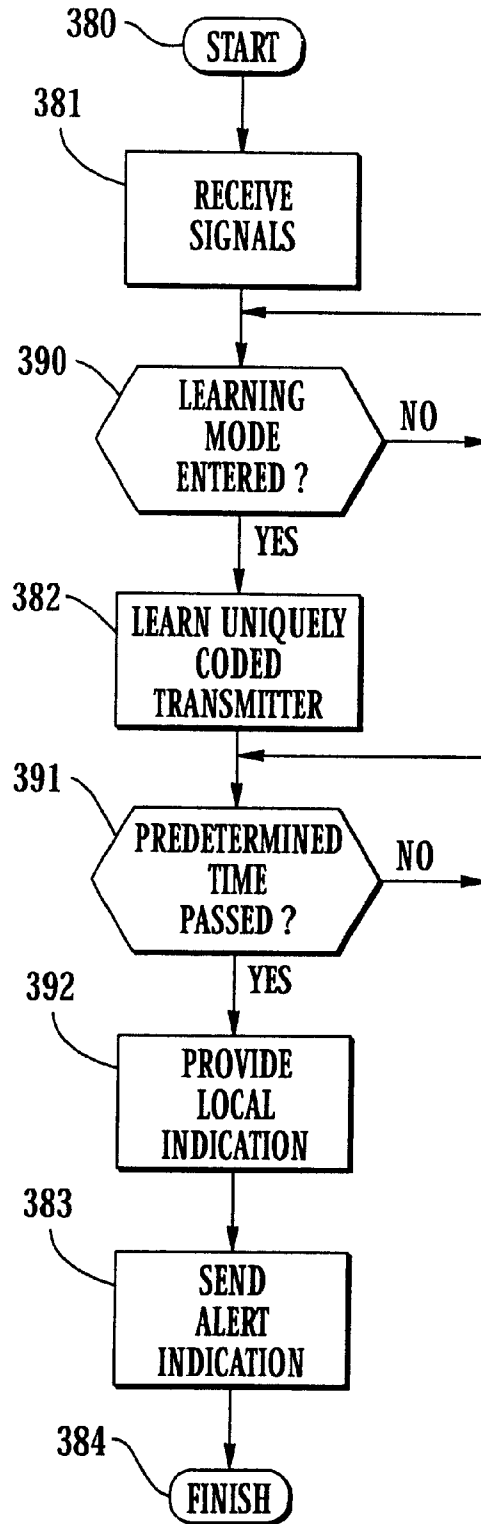 380
START
381
RECEIVE
SIGNALS
390
LEARNING
MODE
ENTERED ?
NO
YES
382
LEARN UNIQUELY
CODED
TRANSMITTER
391
PREDETERMINED
TIME
PASSED ?
NO
YES
392
PROVIDE
LOCAL
INDICATION
383
SEND
ALERT
INDICATION
384
FINISH